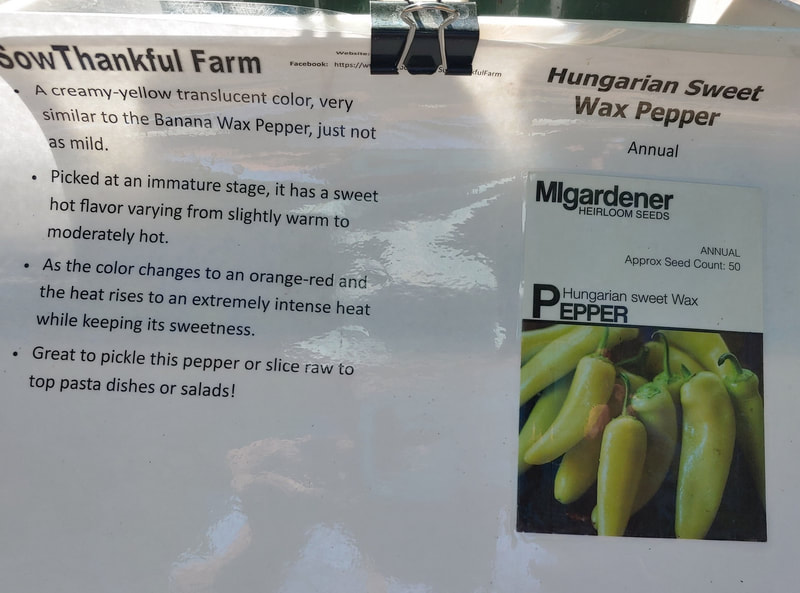 SowThankful Farm
Website:
Facebook: https://w
kfulFarm
• A creamy-yellow translucent color, very
similar to the Banana Wax Pepper, just not
as mild.
• Picked at an immature stage, it has a sweet
hot flavor varying from slightly warm to
moderately hot.
• As the color changes to an orange-red and
the heat rises to an extremely intense heat
while keeping its sweetness.
• Great to pickle this pepper or slice raw to
top pasta dishes or salads!
Hungarian Sweet
Wax Pepper
Annual
MIgardener
HEIRLOOM SEEDS
ANNUAL
Approx Seed Count: 50
Hungarian sweet Wax
PEPPER